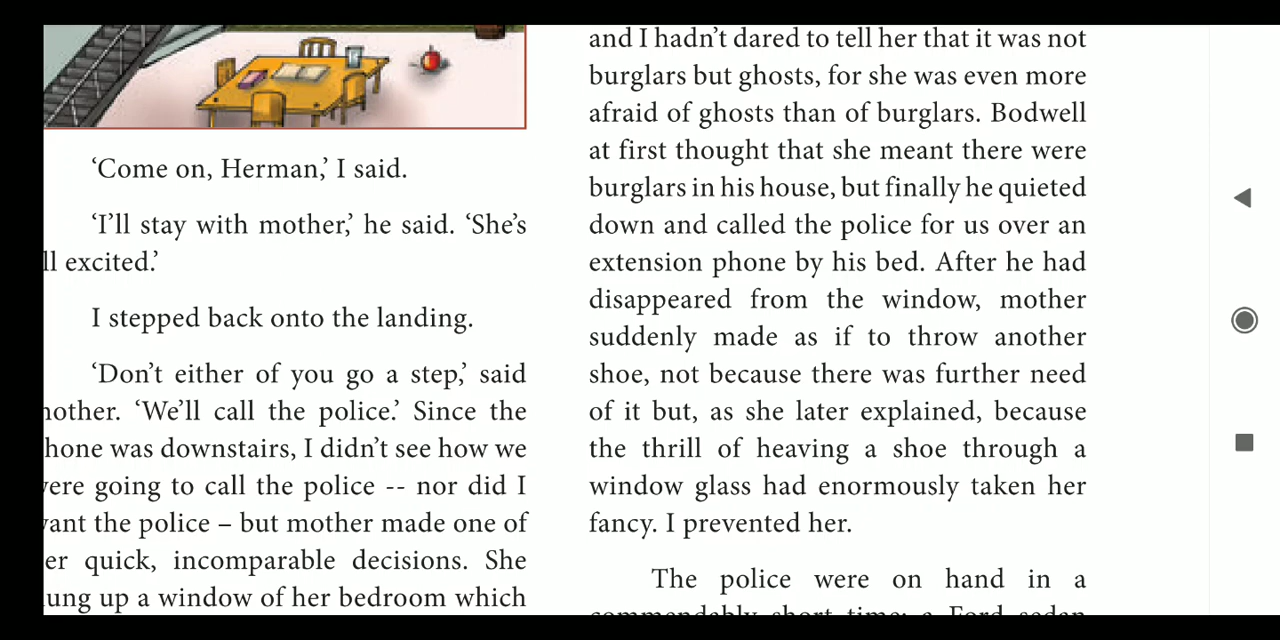 ‘Come on, Herman,’ I said.
‘I’ll stay with mother,’ he said. ‘She’s
ll excited.’
I stepped back onto the landing.
‘Don’t either of you go a step,’ said
nother. ‘We’ll call the police.’ Since the
hone was downstairs, I didn’t see how we
vere going to call the police -- nor did I
vant the police – but mother made one of
er quick, incomparable decisions. She
ung up a window of her bedroom which
and I hadn’t dared to tell her that it was not
burglars but ghosts, for she was even more
afraid of ghosts than of burglars. Bodwell
at first thought that she meant there were
burglars in his house, but finally he quieted
down and called the police for us over an
extension phone by his bed. After he had
disappeared from the window, mother
suddenly made as if to throw another
shoe, not because there was further need
of it but, as she later explained, because
the thrill of heaving a shoe through a
window glass had enormously taken her
fancy. I prevented her.
The police were on hand in a
commendably short time: a Ford sedan